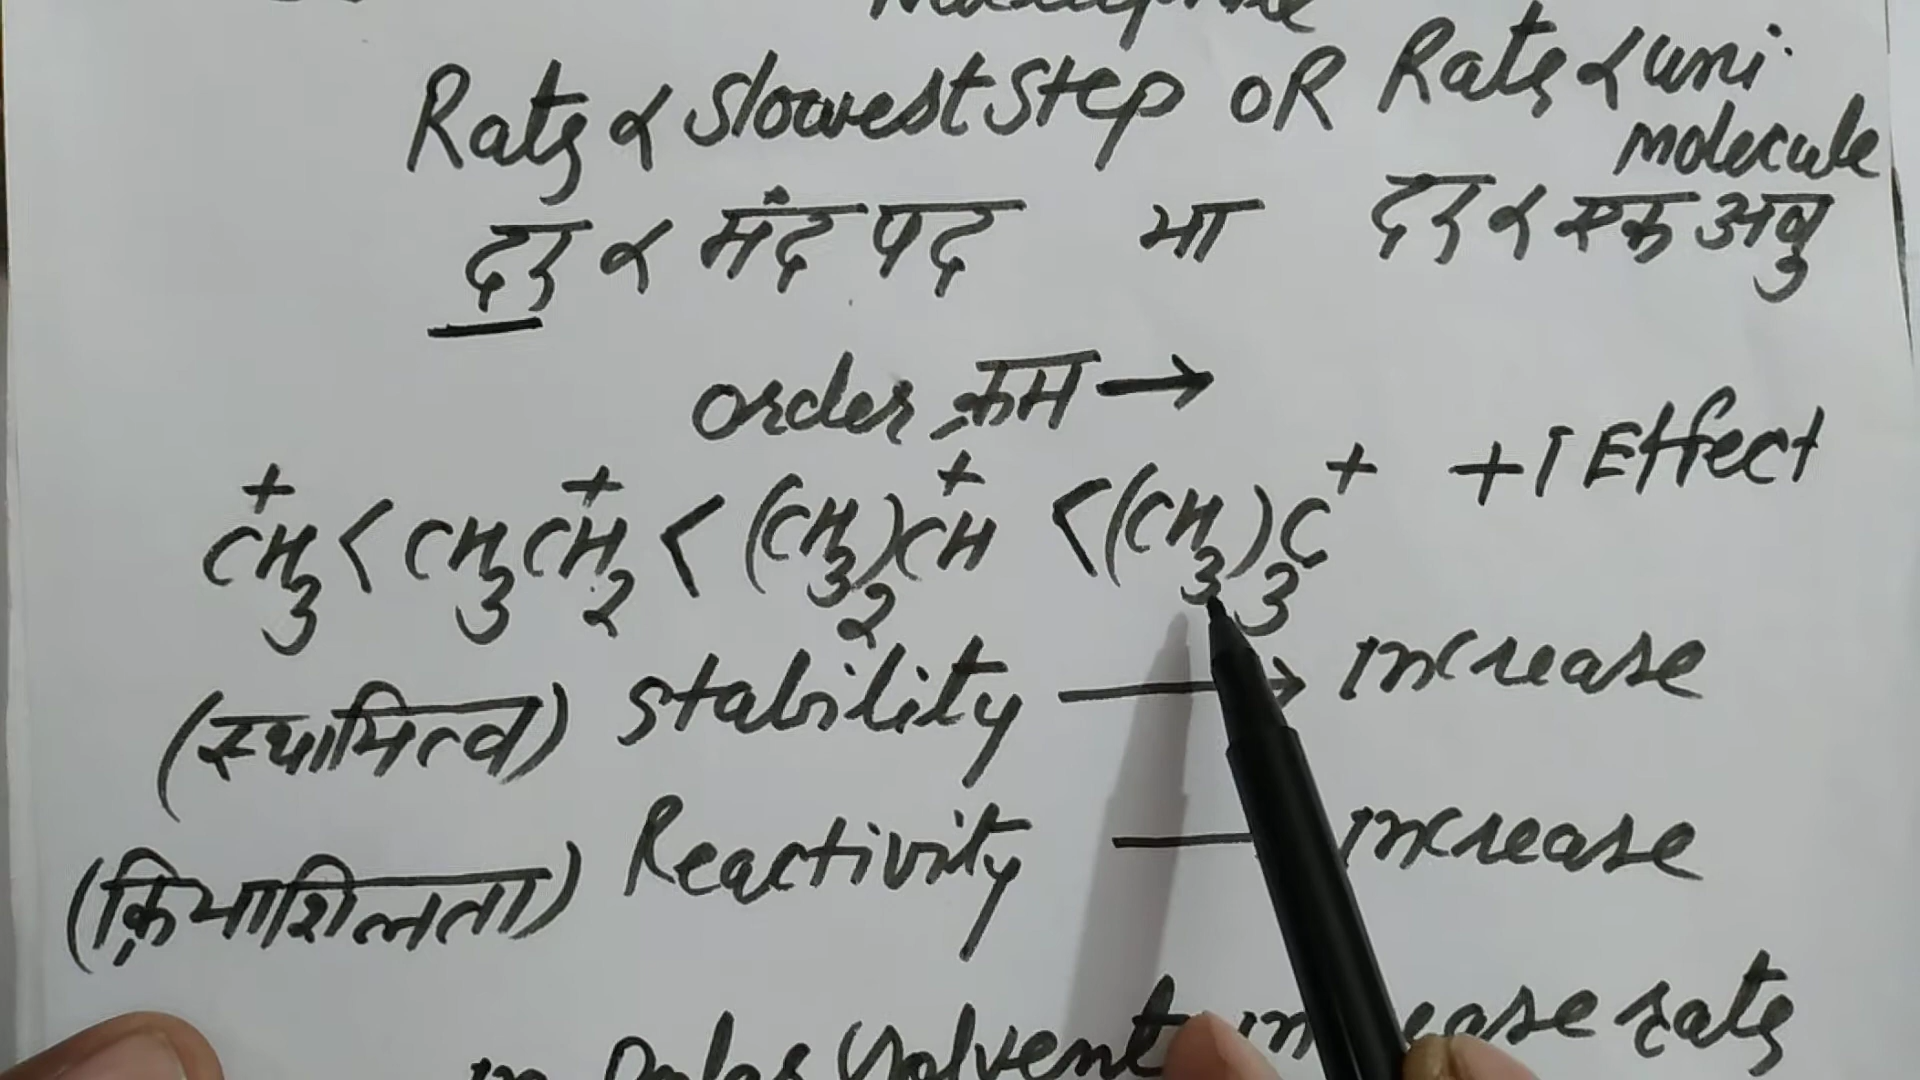 Rate ∝ Slowest Step OR Rate ∝ uni
molecule
दर ∝ मंद पद या दर ∝ एक अणु
order क्रम →
C⁺H₃ < CH₃C⁺H₂ < (CH₃)₂C⁺H < (CH₃)₃C⁺ +I Effect
(स्थायित्व) Stability → Increase
(क्रियाशिलता) Reactivity — Increase
in Polar Solvent increase rate